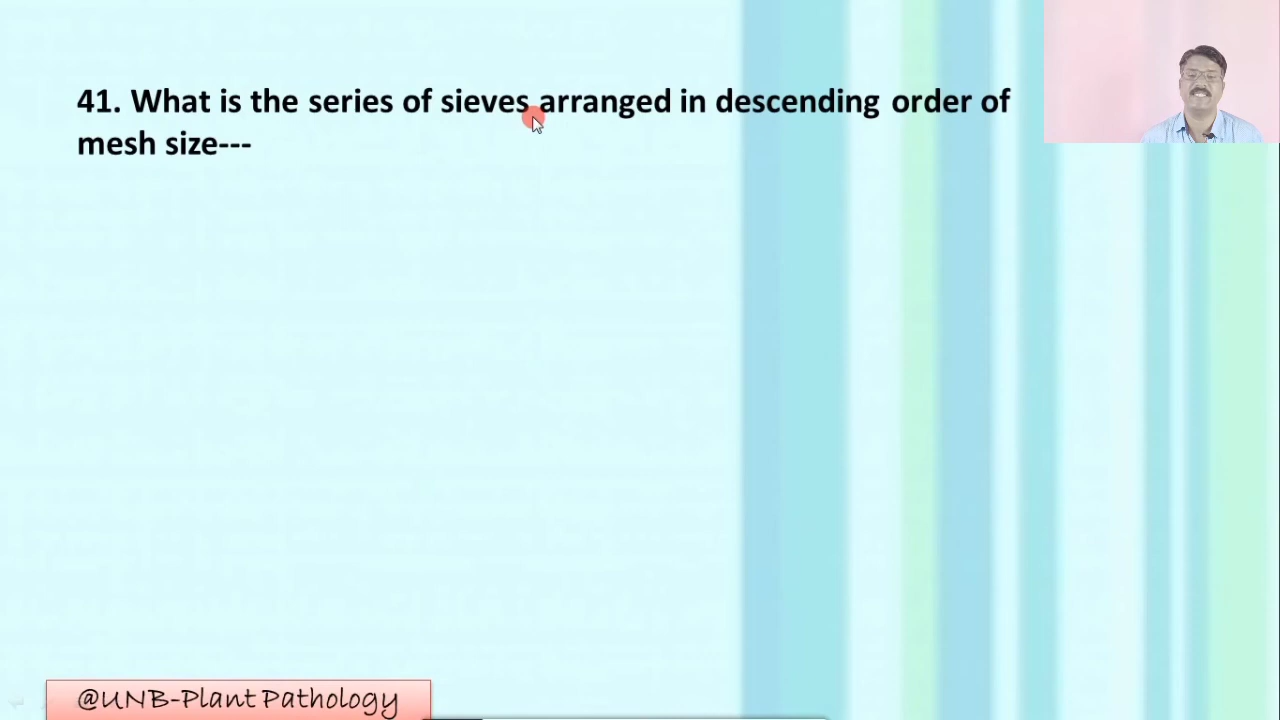 41. What is the series of sieves arranged in descending order of
mesh size---
@UNB-Plant Pathology